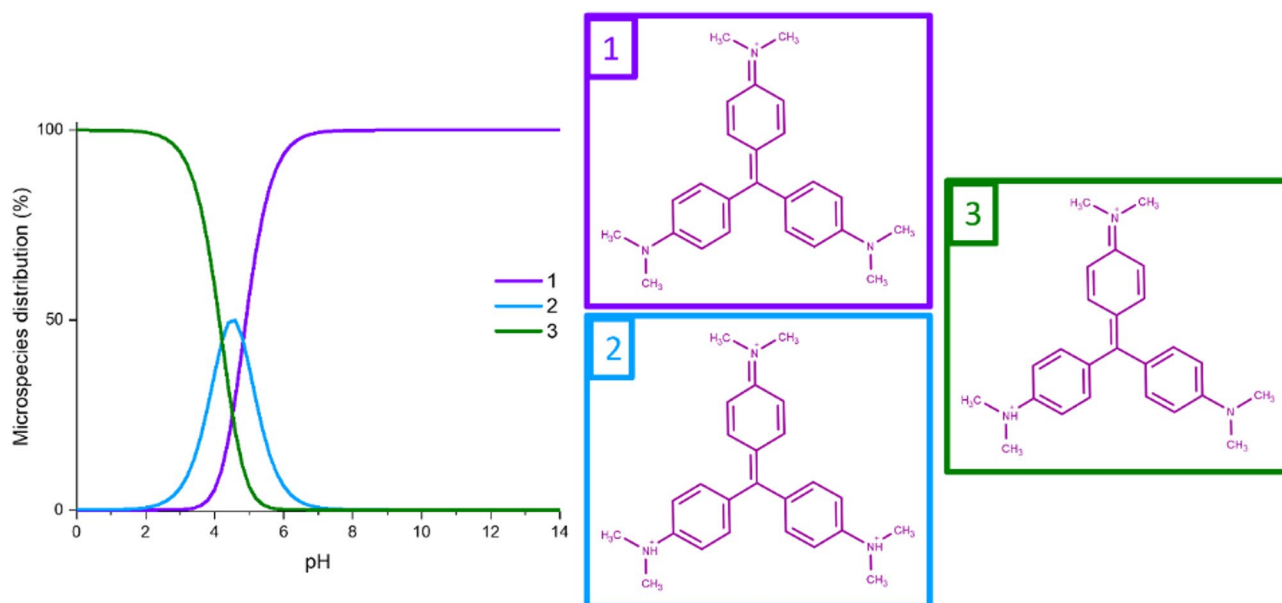 Microspecies distribution (%)
100
50
0
0 2 4 6 8 10 12 14
pH
1
2
3
1
H₃C N⁺ CH₃
H₃C N CH₃
N CH₃
CH₃
2
H₃C N⁺ CH₃
H₃C NH⁺ CH₃
NH⁺ CH₃
CH₃
3
H₃C N⁺ CH₃
H₃C NH⁺ CH₃
N CH₃
CH₃